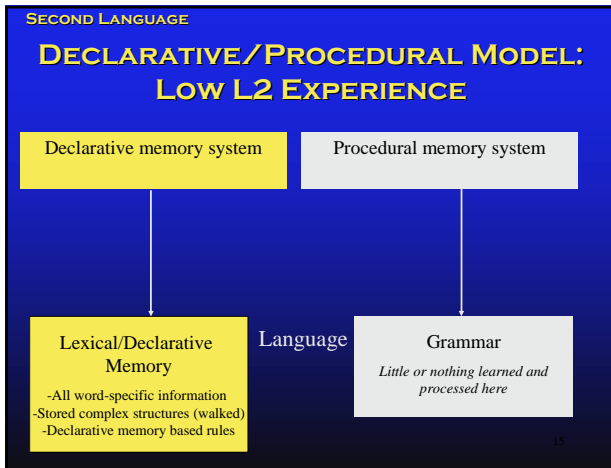 Second Language
Declarative/Procedural Model:
Low L2 Experience
Declarative memory system
Procedural memory system
Lexical/Declarative
Memory
-All word-specific information
-Stored complex structures (walked)
-Declarative memory based rules
Language
Grammar
Little or nothing learned and
processed here
15